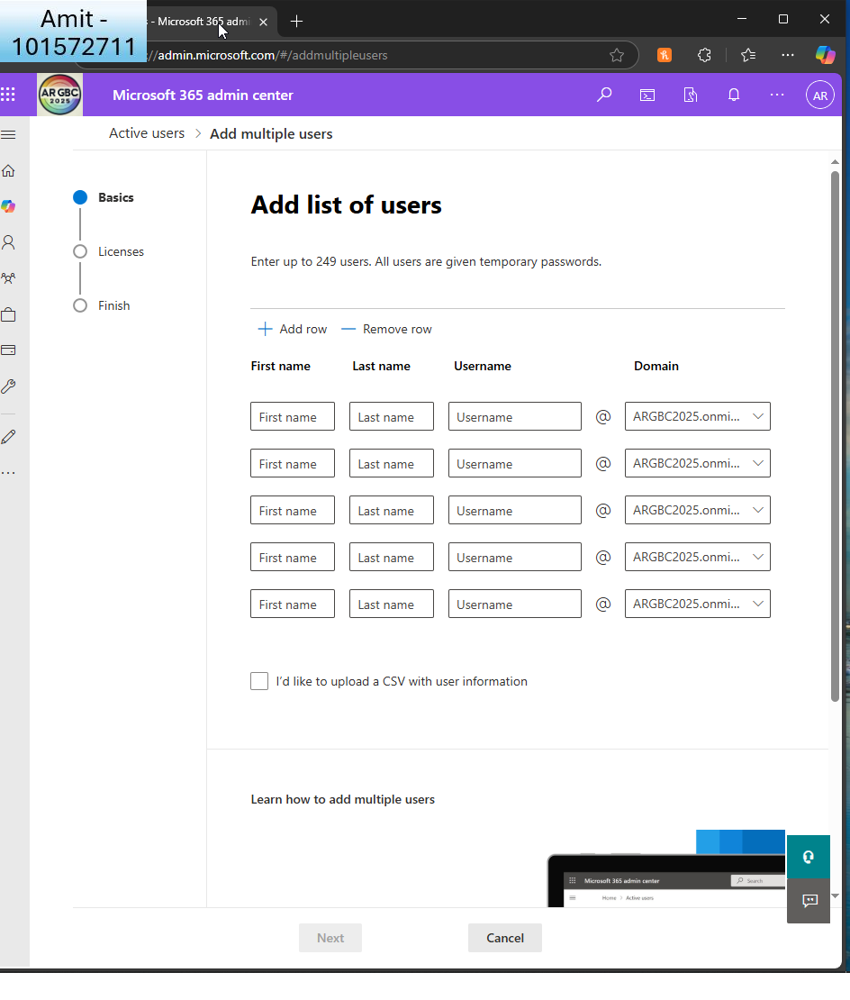 Amit -
101572711
s - Microsoft 365 admi
://admin.microsoft.com/#/addmultipleusers
AR GBC
2025
Microsoft 365 admin center
AR
Active users > Add multiple users
Basics
Licenses
Finish
Add list of users
Enter up to 249 users. All users are given temporary passwords.
Add row
Remove row
First name Last name Username Domain
First name Last name Username @ ARGBC2025.onmi...
First name Last name Username @ ARGBC2025.onmi...
First name Last name Username @ ARGBC2025.onmi...
First name Last name Username @ ARGBC2025.onmi...
First name Last name Username @ ARGBC2025.onmi...
I'd like to upload a CSV with user information
Learn how to add multiple users
Microsoft 365 admin center
Search
Home > Active users
Next
Cancel